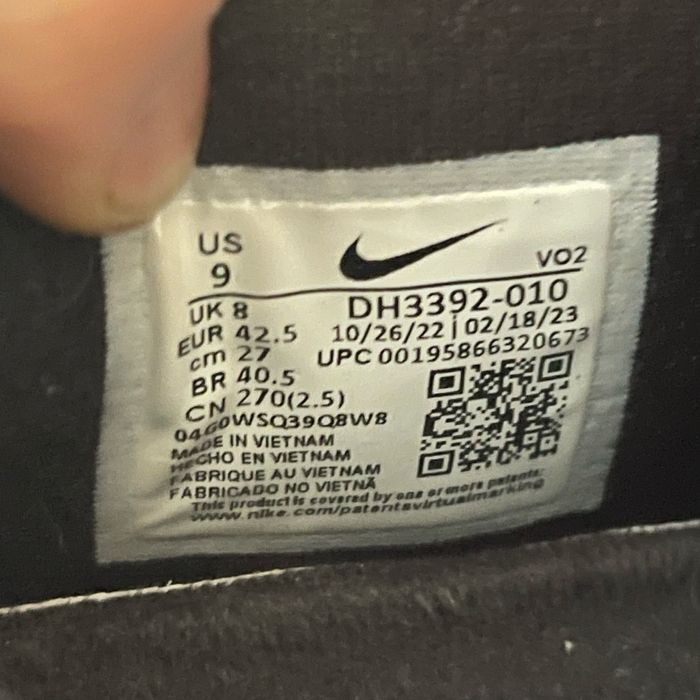 US
9
VO2
UK 8
EUR 42.5
cm 27
BR 40.5
CN 270(2.5)
DH3392-010
10/26/22 | 02/18/23
UPC 00195866320673
04G0WSQ39Q8W8
MADE IN VIETNAM
HECHO EN VIETNAM
FABRIQUE AU VIETNAM
FABRICADO NO VIETNÃ
This product is covered by one or more patents:
www.nike.com/patentsvirtualmarking